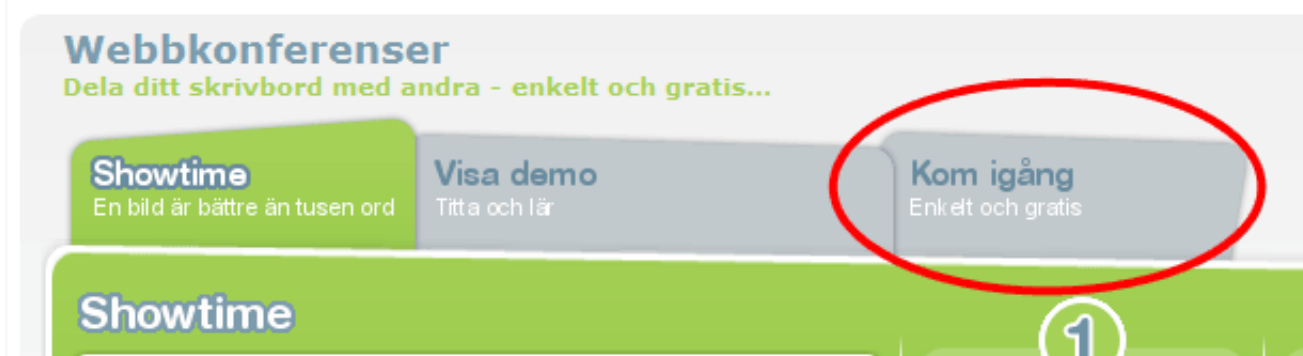 Webbkonferenser
Dela ditt skrivbord med andra - enkelt och gratis...
Showtime
En bild är bättre än tusen ord
Visa demo
Titta och lär
Kom igång
Enkelt och gratis
Showtime
1